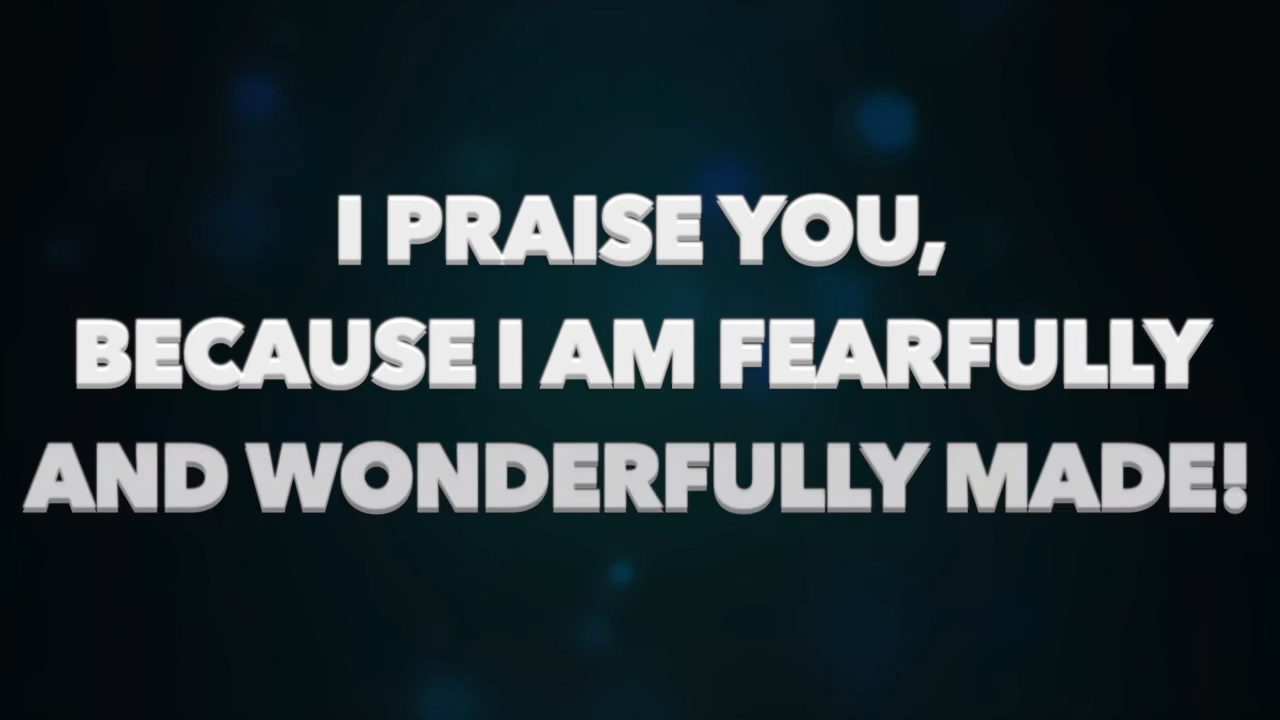 I PRAISE YOU,
BECAUSE I AM FEARFULLY
AND WONDERFULLY MADE!